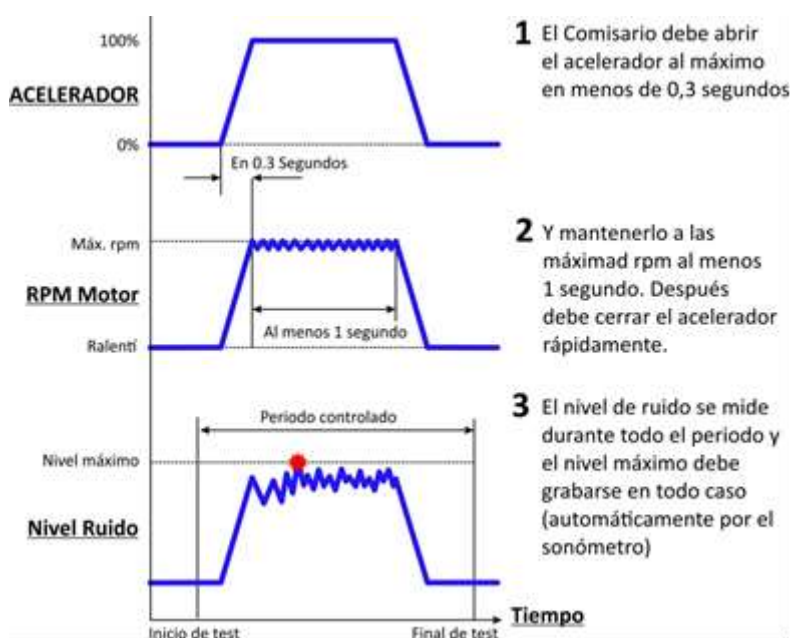 100%
ACELERADOR
0%
En 0.3 Segundos
1 El Comisario debe abrir
el acelerador al máximo
en menos de 0,3 segundos
Máx. rpm
RPM Motor
Al menos 1 segundo
Ralentí
2 Y mantenerlo a las
máximad rpm al menos
1 segundo. Después
debe cerrar el acelerador
rápidamente.
Periodo controlado
Nivel máximo
Nivel Ruido
3 El nivel de ruido se mide
durante todo el periodo y
el nivel máximo debe
grabarse en todo caso
(automáticamente por el
sonómetro)
Tiempo
Inicio de test
Final de test